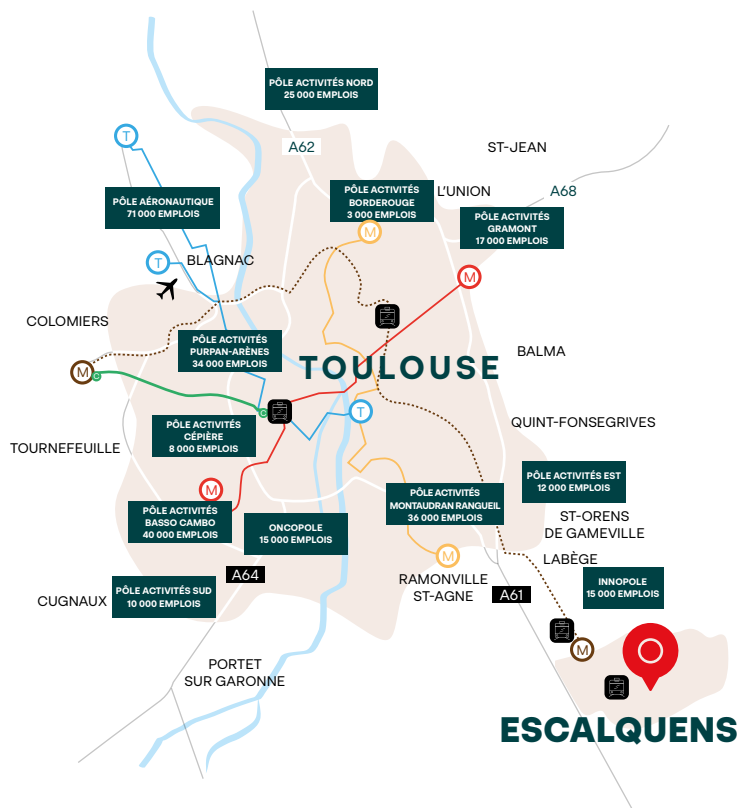 PÔLE ACTIVITÉS NORD
25 000 EMPLOIS
T
A62
ST-JEAN
PÔLE ACTIVITÉS
BORDEROUGE
3 000 EMPLOIS
L'UNION
A68
PÔLE AÉRONAUTIQUE
71 000 EMPLOIS
PÔLE ACTIVITÉS
GRAMONT
17 000 EMPLOIS
M
T
BLAGNAC
M
COLOMIERS
PÔLE ACTIVITÉS
PURPAN-ARÈNES
34 000 EMPLOIS
BALMA
TOULOUSE
M
C
C
T
PÔLE ACTIVITÉS
CÉPIÈRE
8 000 EMPLOIS
QUINT-FONSEGRIVES
TOURNEFEUILLE
PÔLE ACTIVITÉS EST
12 000 EMPLOIS
M
PÔLE ACTIVITÉS
MONTAUDRAN RANGUEIL
36 000 EMPLOIS
PÔLE ACTIVITÉS
BASSO CAMBO
40 000 EMPLOIS
ONCOPOLE
15 000 EMPLOIS
ST-ORENS
DE GAMEVILLE
M
LABÈGE
A64
RAMONVILLE
ST-AGNE
A61
INNOPOLE
15 000 EMPLOIS
CUGNAUX
PÔLE ACTIVITÉS SUD
10 000 EMPLOIS
M
PORTET
SUR GARONNE
ESCALQUENS